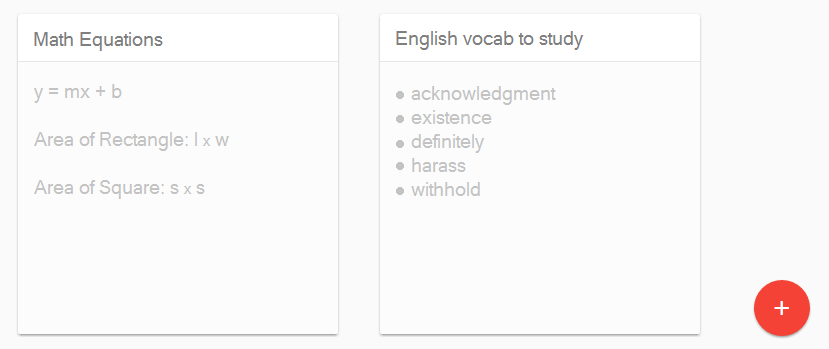 Math Equations
y = mx + b
Area of Rectangle: l x w
Area of Square: s x s
English vocab to study
• acknowledgment
• existence
• definitely
• harass
• withhold
+